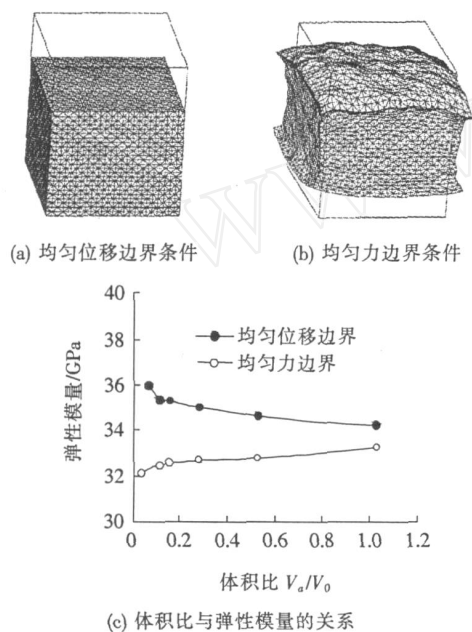 (a) 均匀位移边界条件
(b) 均匀力边界条件
40
38
36
34
32
30
弹性模量/GPa
均匀位移边界
均匀力边界
0 0.2 0.4 0.6 0.8 1.0
体积比 Va/V0
(c) 体积比与弹性模量的关系